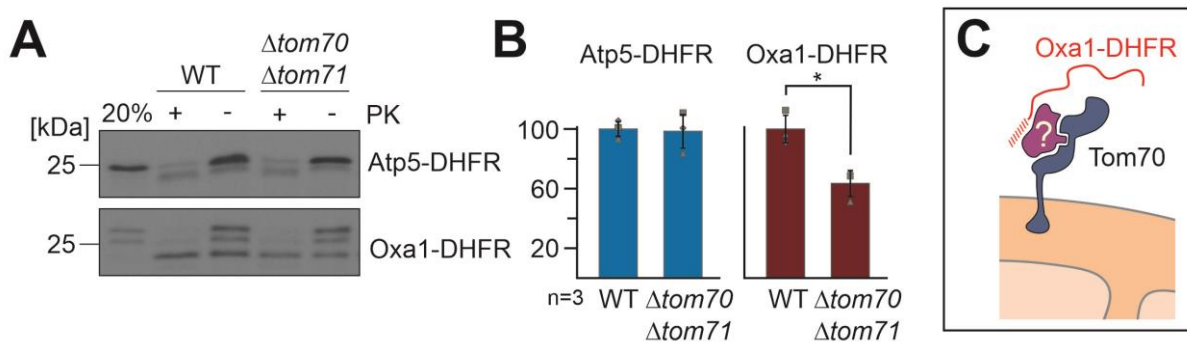 A
WT
Δtom70
Δtom71
[kDa]
20%
+
-
+
-
PK
25
Atp5-DHFR
25
Oxa1-DHFR
B
Atp5-DHFR
Oxa1-DHFR
*
100
60
20
n=3
WT
Δtom70
Δtom71
WT
Δtom70
Δtom71
C
Oxa1-DHFR
?
Tom70